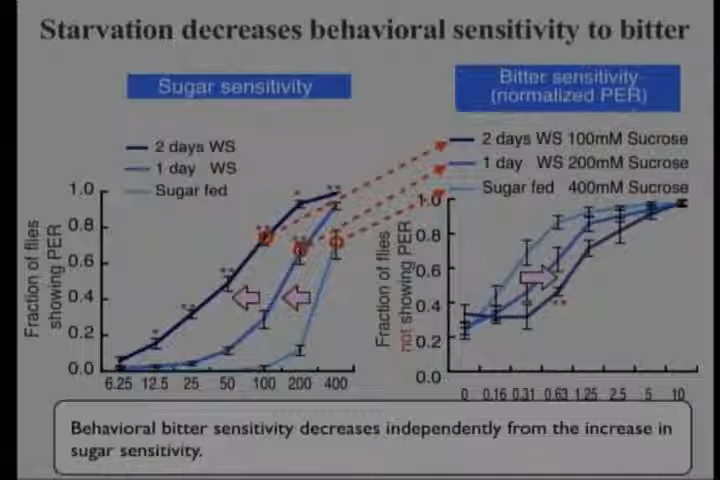 Starvation decreases behavioral sensitivity to bitter
Sugar sensitivity
2 days WS
1 day WS
Sugar fed
Fraction of flies
showing PER
1.0
0.8
0.6
0.4
0.2
0.0
6.25 12.5 25 50 100 200 400
Bitter sensitivity
(normalized PER)
2 days WS 100mM Sucrose
1 day WS 200mM Sucrose
Sugar fed 400mM Sucrose
Fraction of flies
not showing PER
1.0
0.8
0.6
0.4
0.2
0.0
0 0.16 0.31 0.63 1.25 2.5 5 10
Behavioral bitter sensitivity decreases independently from the increase in
sugar sensitivity.